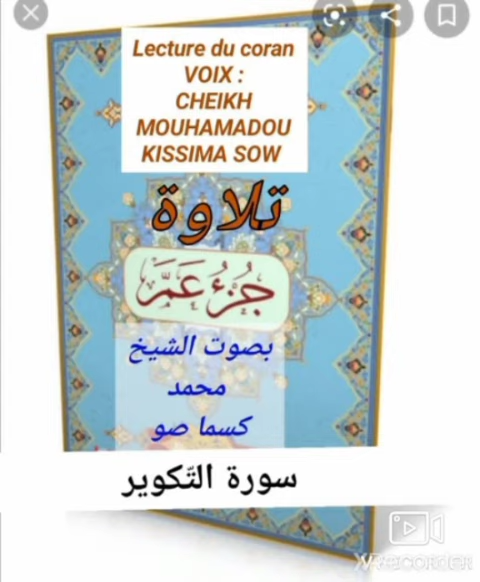 Lecture du coran
VOIX :
CHEIKH
MOUHAMADOU
KISSIMA SOW
تلاوة
جُزْءُ عَمَّ
بصوت الشيخ
محمد
كسما صو
سورة التّكوير